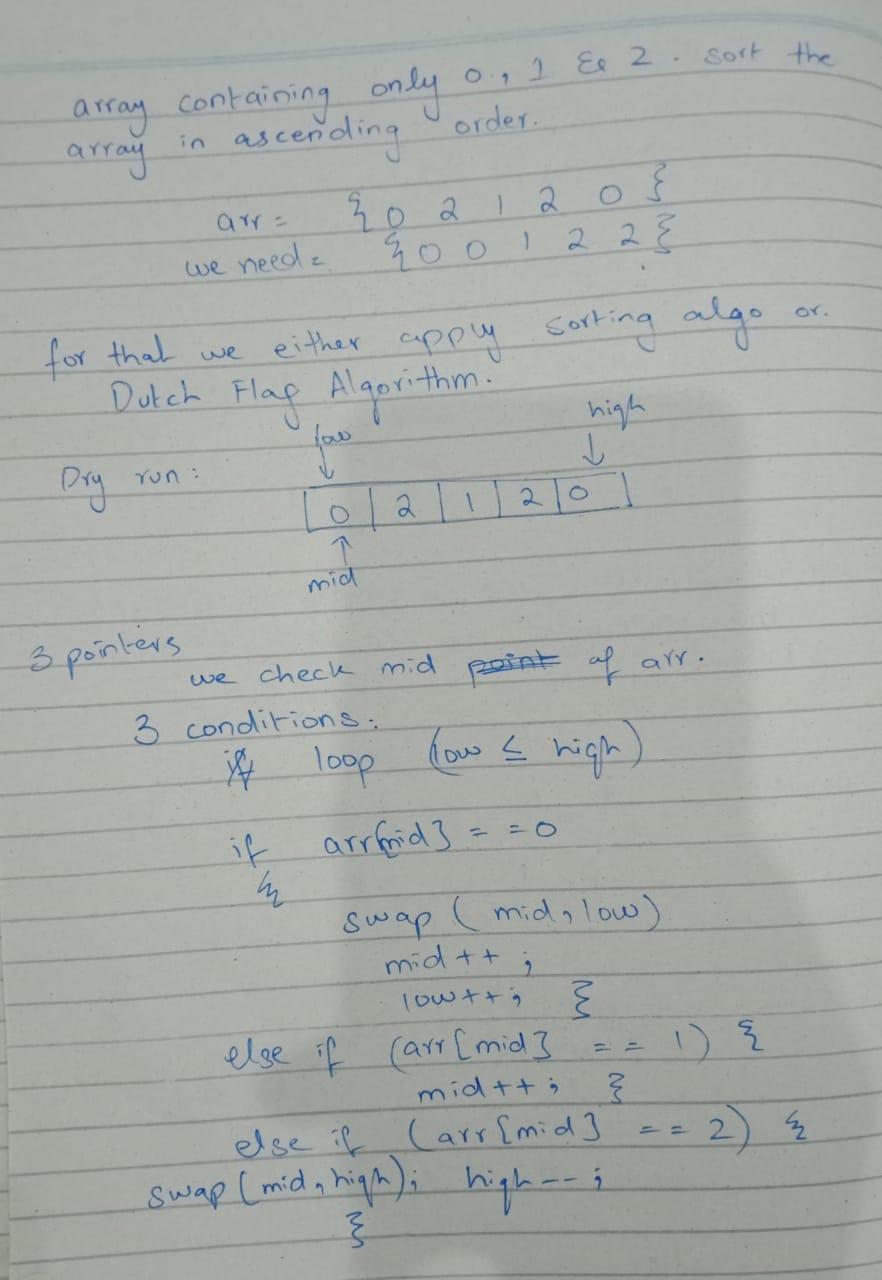 array containing only 0, 1 & 2. sort the
array in ascending order.
arr = { 0 2 1 2 0 }
we need = { 0 0 1 2 2 }
for that we either apply sorting algo or.
Dutch Flag Algorithm.
low high
Dry run :
0 | 2 | 1 | 2 | 0
mid
3 pointers
we check mid point of arr.
3 conditions:
if loop (low ≤ high)
if arr[mid] == 0
{
swap ( mid, low)
mid ++ ;
low++; }
else if (arr [mid] == 1) {
mid ++; }
else if (arr [mid] == 2) {
swap (mid, high); high--;
}